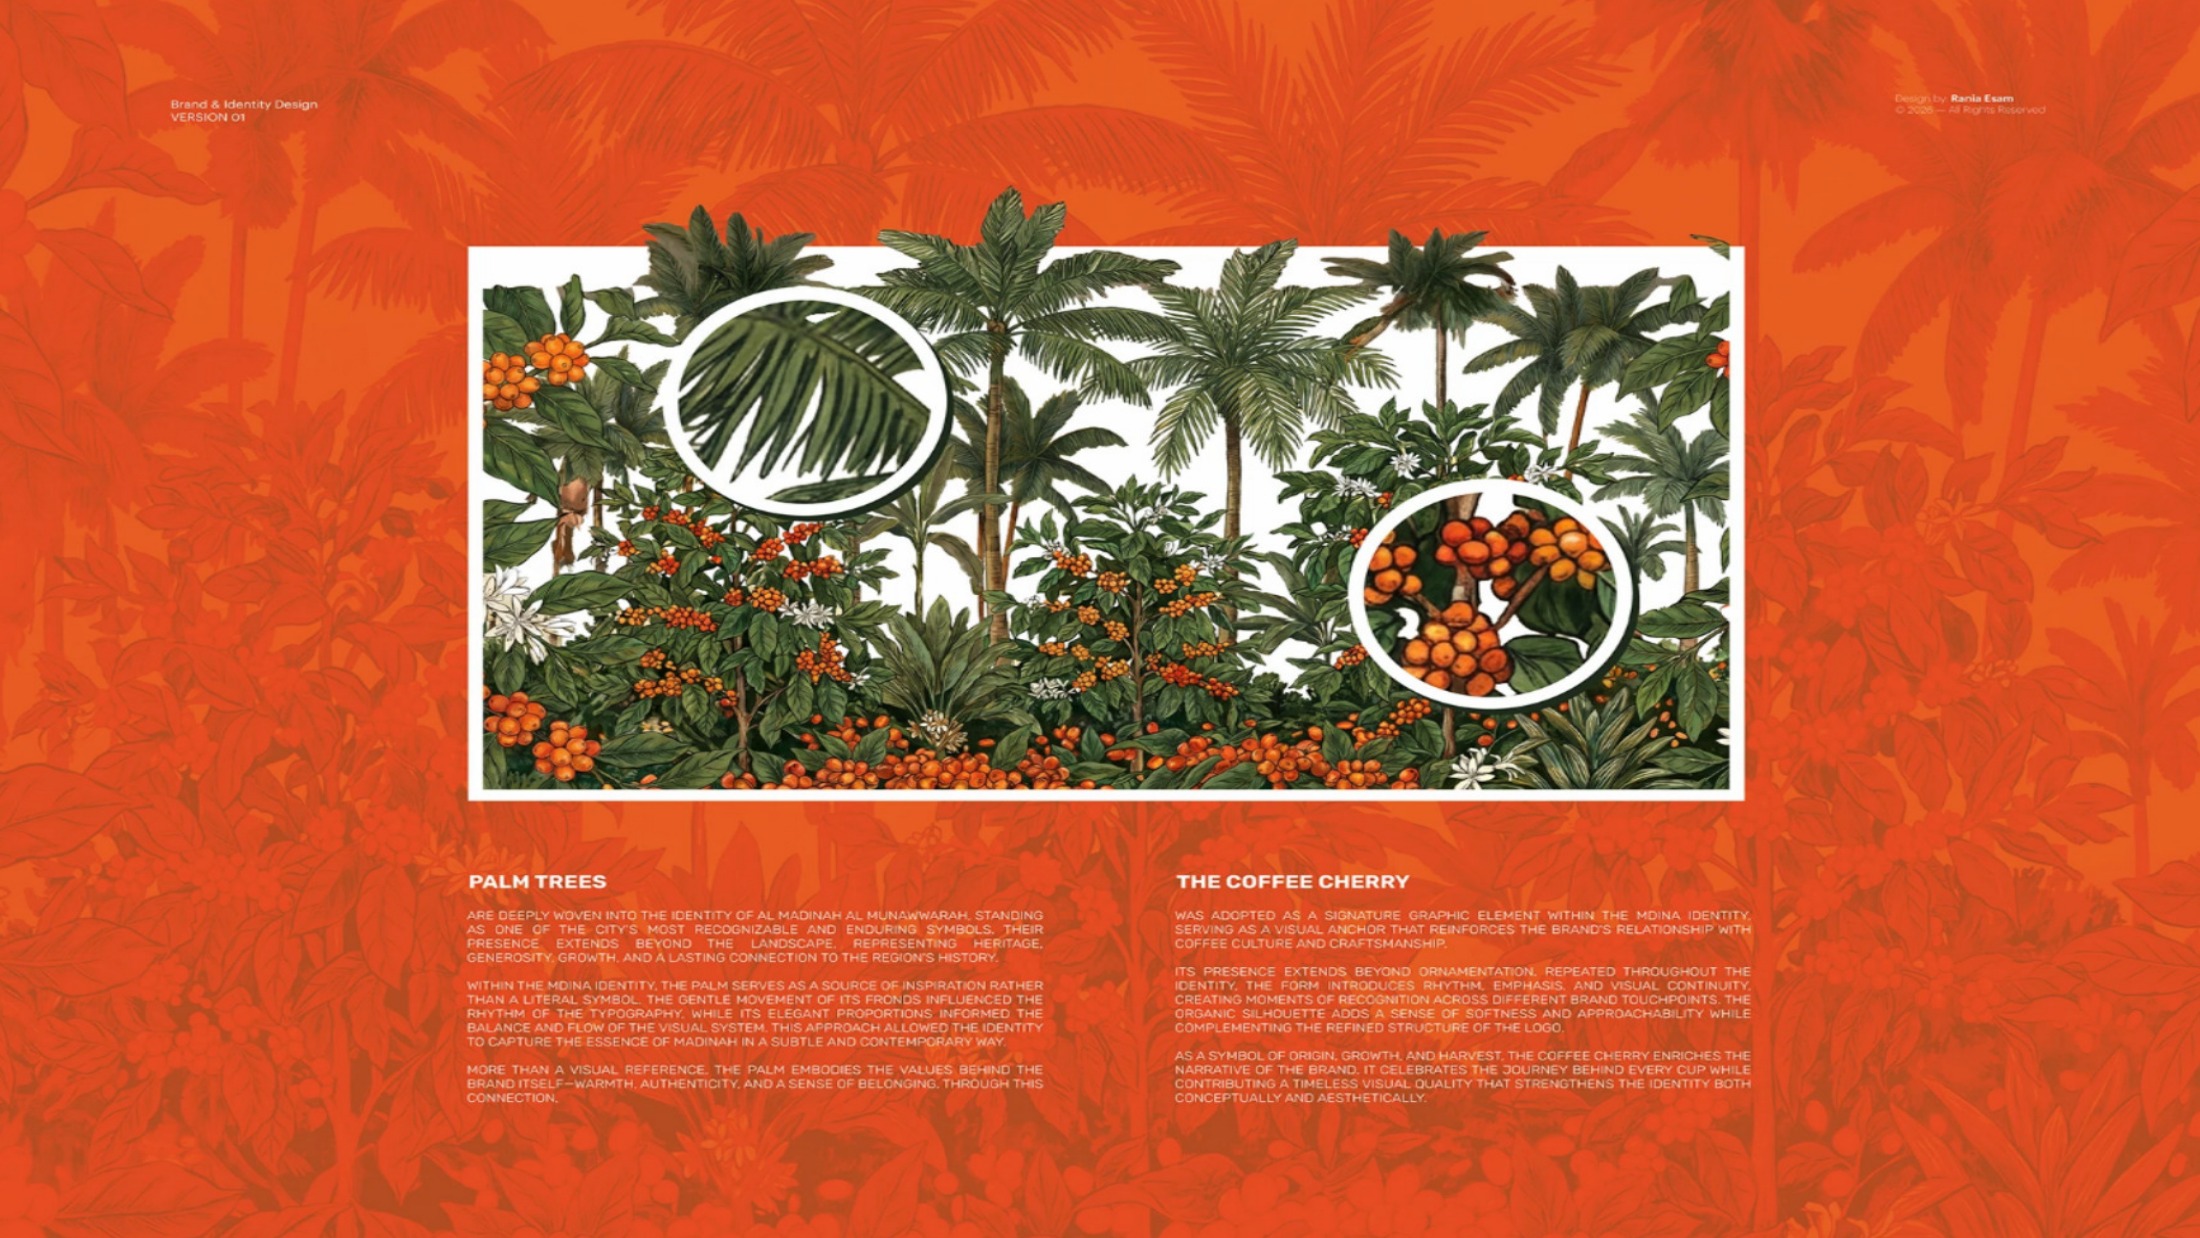 Brand & Identity Design
VERSION 01
Design by: Rania Esam
© 2026 — All Rights Reserved
PALM TREES
ARE DEEPLY WOVEN INTO THE IDENTITY OF AL MADINAH AL MUNAWWARAH, STANDING
AS ONE OF THE CITY'S MOST RECOGNIZABLE AND ENDURING SYMBOLS. THEIR
PRESENCE EXTENDS BEYOND THE LANDSCAPE, REPRESENTING HERITAGE,
GENEROSITY, GROWTH, AND A LASTING CONNECTION TO THE REGION'S HISTORY.
WITHIN THE MDINA IDENTITY, THE PALM SERVES AS A SOURCE OF INSPIRATION RATHER
THAN A LITERAL SYMBOL. THE GENTLE MOVEMENT OF ITS FRONDS INFLUENCED THE
RHYTHM OF THE TYPOGRAPHY, WHILE ITS ELEGANT PROPORTIONS INFORMED THE
BALANCE AND FLOW OF THE VISUAL SYSTEM. THIS APPROACH ALLOWED THE IDENTITY
TO CAPTURE THE ESSENCE OF MADINAH IN A SUBTLE AND CONTEMPORARY WAY.
MORE THAN A VISUAL REFERENCE, THE PALM EMBODIES THE VALUES BEHIND THE
BRAND ITSELF—WARMTH, AUTHENTICITY, AND A SENSE OF BELONGING. THROUGH THIS
CONNECTION,
THE COFFEE CHERRY
WAS ADOPTED AS A SIGNATURE GRAPHIC ELEMENT WITHIN THE MDINA IDENTITY,
SERVING AS A VISUAL ANCHOR THAT REINFORCES THE BRAND'S RELATIONSHIP WITH
COFFEE CULTURE AND CRAFTSMANSHIP.
ITS PRESENCE EXTENDS BEYOND ORNAMENTATION. REPEATED THROUGHOUT THE
IDENTITY, THE FORM INTRODUCES RHYTHM, EMPHASIS, AND VISUAL CONTINUITY,
CREATING MOMENTS OF RECOGNITION ACROSS DIFFERENT BRAND TOUCHPOINTS. THE
ORGANIC SILHOUETTE ADDS A SENSE OF SOFTNESS AND APPROACHABILITY WHILE
COMPLEMENTING THE REFINED STRUCTURE OF THE LOGO.
AS A SYMBOL OF ORIGIN, GROWTH, AND HARVEST, THE COFFEE CHERRY ENRICHES THE
NARRATIVE OF THE BRAND. IT CELEBRATES THE JOURNEY BEHIND EVERY CUP WHILE
CONTRIBUTING A TIMELESS VISUAL QUALITY THAT STRENGTHENS THE IDENTITY BOTH
CONCEPTUALLY AND AESTHETICALLY.